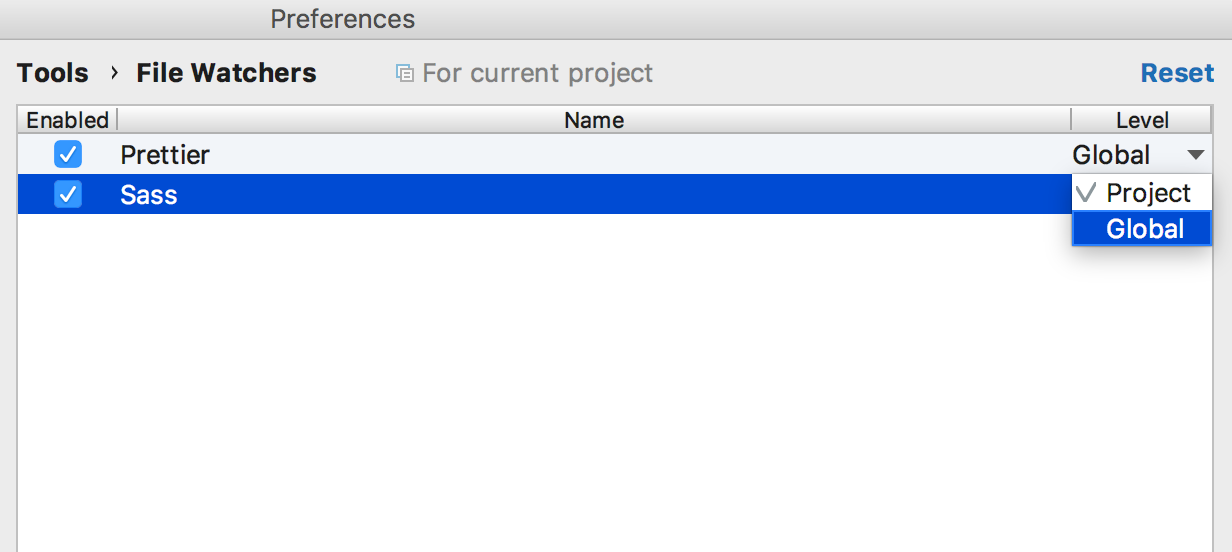 Preferences
Tools › File Watchers For current project Reset
Enabled Name Level
Prettier Global
Sass Project
Global